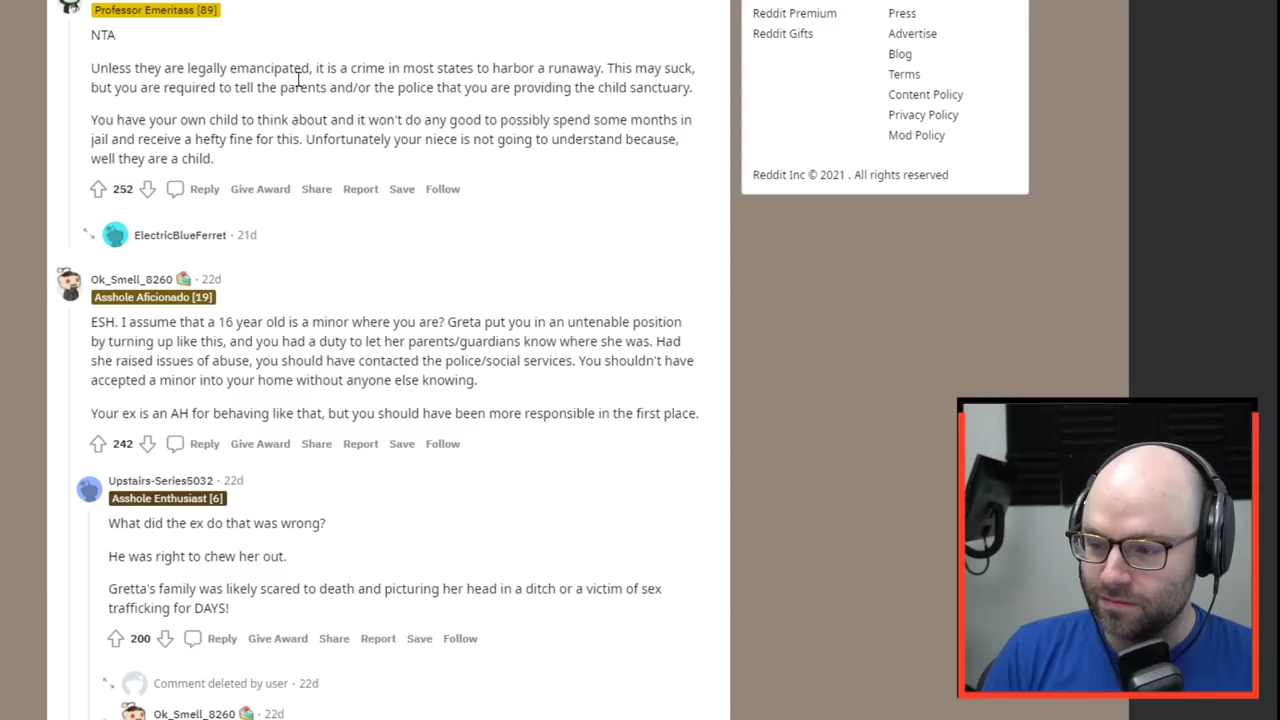 Professor Emeritass [89]
NTA
Unless they are legally emancipated, it is a crime in most states to harbor a runaway. This may suck,
but you are required to tell the parents and/or the police that you are providing the child sanctuary.
You have your own child to think about and it won't do any good to possibly spend some months in
jail and receive a hefty fine for this. Unfortunately your niece is not going to understand because,
well they are a child.
252 Reply Give Award Share Report Save Follow
ElectricBlueFerret · 21d
Ok_Smell_8260 · 22d
Asshole Aficionado [19]
ESH. I assume that a 16 year old is a minor where you are? Greta put you in an untenable position
by turning up like this, and you had a duty to let her parents/guardians know where she was. Had
she raised issues of abuse, you should have contacted the police/social services. You shouldn't have
accepted a minor into your home without anyone else knowing.
Your ex is an AH for behaving like that, but you should have been more responsible in the first place.
242 Reply Give Award Share Report Save Follow
Upstairs-Series5032 · 22d
Asshole Enthusiast [6]
What did the ex do that was wrong?
He was right to chew her out.
Gretta's family was likely scared to death and picturing her head in a ditch or a victim of sex
trafficking for DAYS!
200 Reply Give Award Share Report Save Follow
Comment deleted by user · 22d
Ok_Smell_8260 · 22d
Reddit Premium
Reddit Gifts
Press
Advertise
Blog
Terms
Content Policy
Privacy Policy
Mod Policy
Reddit Inc © 2021 . All rights reserved